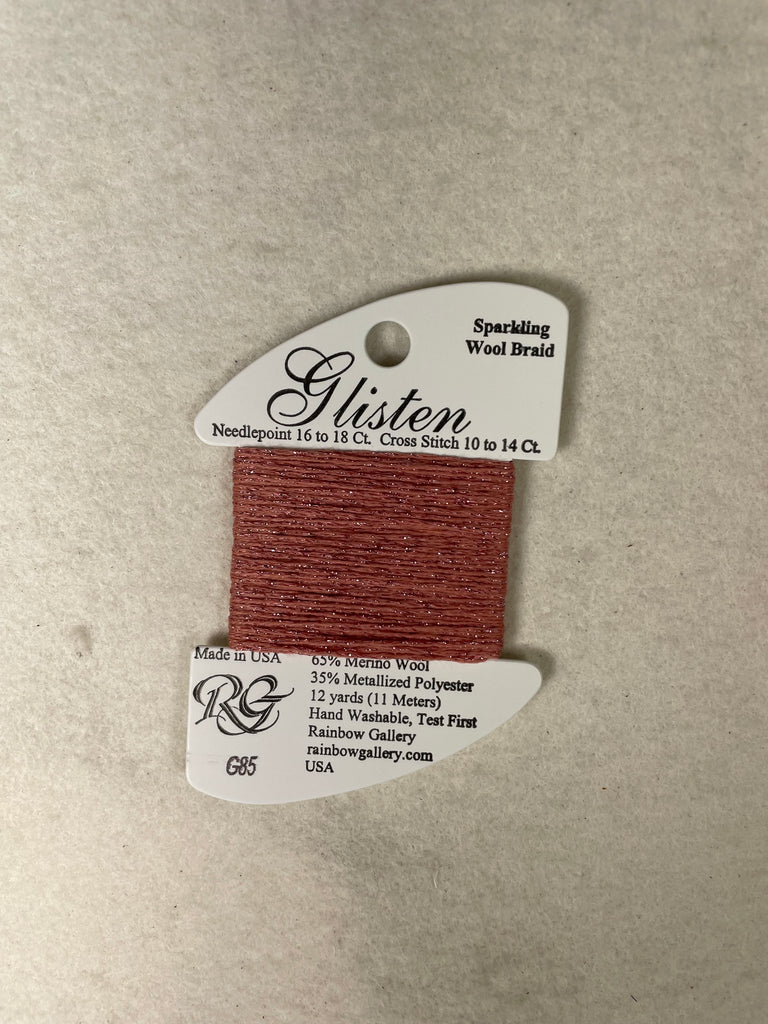 Sparkling
Wool Braid
Glisten
Needlepoint 16 to 18 Ct. Cross Stitch 10 to 14 Ct.
Made in USA
RG
G85
65% Merino Wool
35% Metallized Polyester
12 yards (11 Meters)
Hand Washable, Test First
Rainbow Gallery
rainbowgallery.com
USA